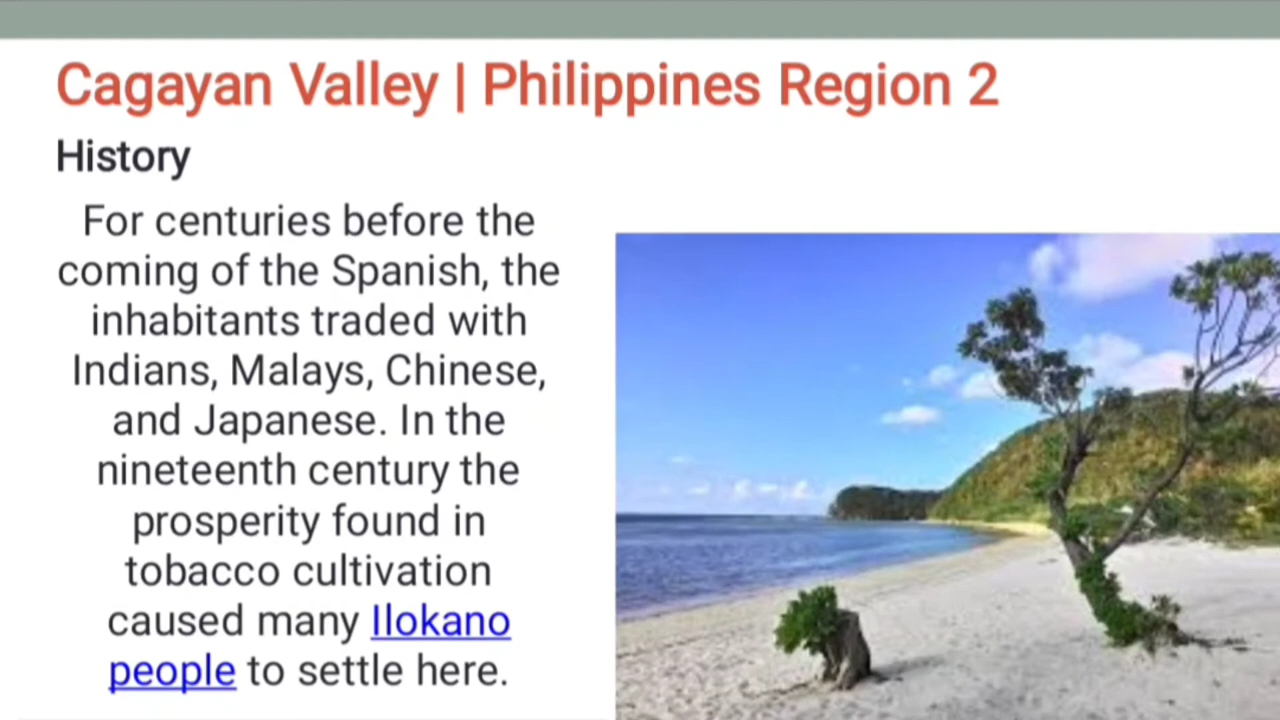 Cagayan Valley | Philippines Region 2
History
For centuries before the
coming of the Spanish, the
inhabitants traded with
Indians, Malays, Chinese,
and Japanese. In the
nineteenth century the
prosperity found in
tobacco cultivation
caused many Ilokano
people to settle here.